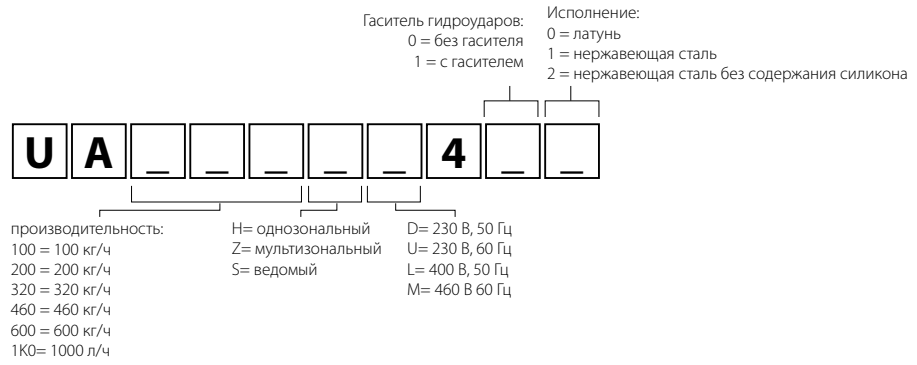 Гаситель гидроударов:
0 = без гасителя
1 = с гасителем
Исполнение:
0 = латунь
1 = нержавеющая сталь
2 = нержавеющая сталь без содержания силикона
U A _ _ _ _ _ 4 _ _
производительность:
100 = 100 кг/ч
200 = 200 кг/ч
320 = 320 кг/ч
460 = 460 кг/ч
600 = 600 кг/ч
1K0= 1000 л/ч
H= однозональный
Z= мультизональный
S= ведомый
D= 230 В, 50 Гц
U= 230 В, 60 Гц
L= 400 В, 50 Гц
M= 460 В 60 Гц